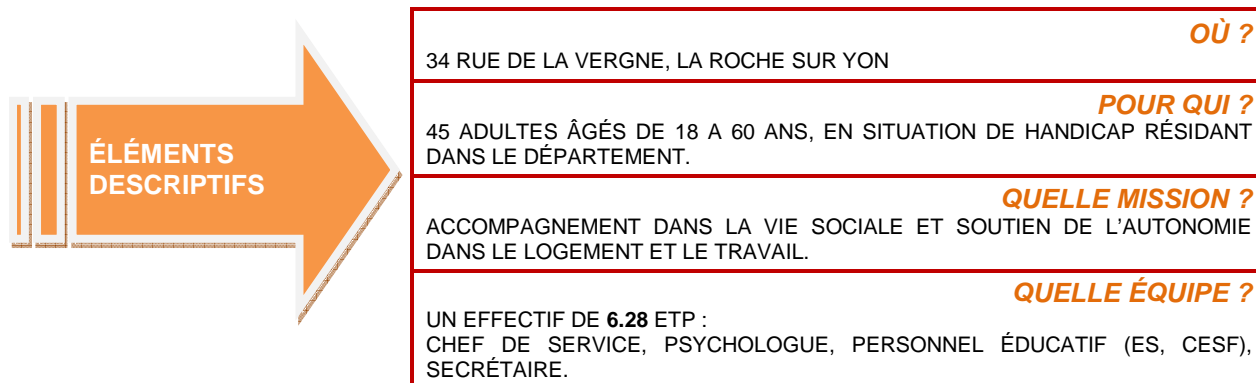 ÉLÉMENTS
DESCRIPTIFS
OÙ ?
34 RUE DE LA VERGNE, LA ROCHE SUR YON
POUR QUI ?
45 ADULTES ÂGÉS DE 18 A 60 ANS, EN SITUATION DE HANDICAP RÉSIDANT
DANS LE DÉPARTEMENT.
QUELLE MISSION ?
ACCOMPAGNEMENT DANS LA VIE SOCIALE ET SOUTIEN DE L'AUTONOMIE
DANS LE LOGEMENT ET LE TRAVAIL.
QUELLE ÉQUIPE ?
UN EFFECTIF DE 6.28 ETP :
CHEF DE SERVICE, PSYCHOLOGUE, PERSONNEL ÉDUCATIF (ES, CESF),
SECRÉTAIRE.